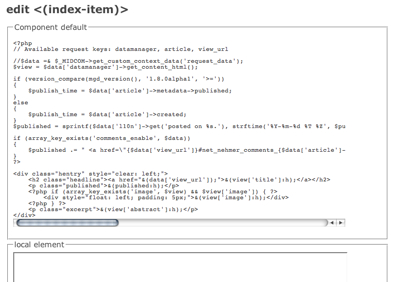 edit <(index-item)>
Component default
<?php
// Available request keys: datamanager, article, view_url
//$data =& $_MIDCOM->get_custom_context_data('request_data');
$view = $data['datamanager']->get_content_html();
if (version_compare(mgd_version(), '1.8.0alpha1', '>='))
{
$publish_time = $data['article']->metadata->published;
}
else
{
$publish_time = $data['article']->created;
}
$published = sprintf($data['l10n']->get('posted on %s.'), strftime('%Y-%m-%d %T %Z', $pu
if (array_key_exists('comments_enable', $data))
{
$published .= " <a href=\"{$data['view_url']}#net_nehmer_comments_{$data['article']-
}
?>
<div class="hentry" style="clear: left;">
<h2 class="headline"><a href="&(data['view_url']);">&(view['title']:h);</a></h2>
<p class="published">&(published:h);</p>
<?php if (array_key_exists('image', $view) && $view['image']) { ?>
<div style="float: left; padding: 5px;">&(view['image']:h);</div>
<?php } ?>
<p class="excerpt">&(view['abstract']:h);</p>
</div>
local element